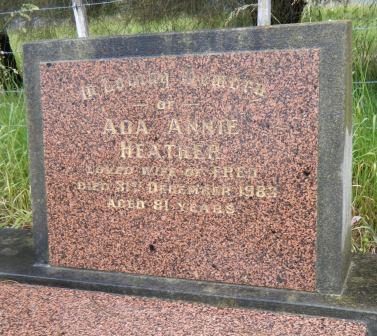 In Loving Memory
— OF —
ADA ANNIE
HEATHER
LOVED WIFE OF FRED
DIED 31ST DECEMBER 1983
AGED 81 YEARS